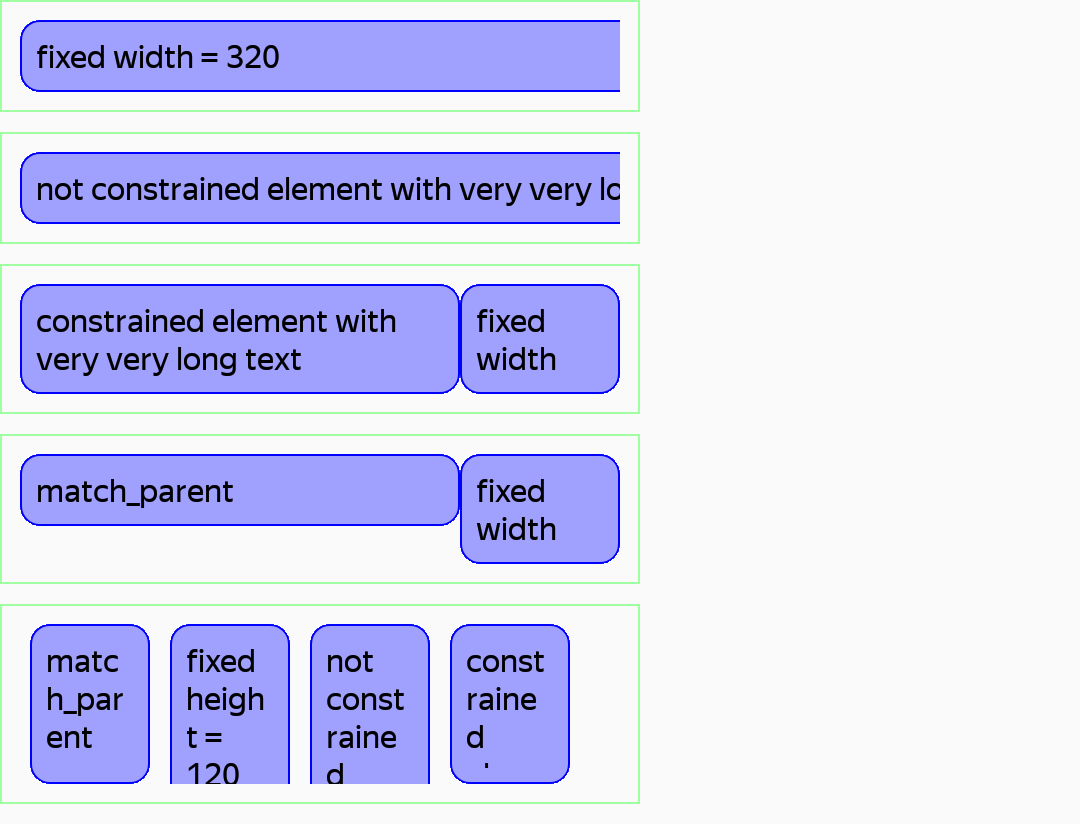 fixed width = 320
not constrained element with very very lo
constrained element with
very very long text
fixed
width
match_parent
fixed
width
matc
h_par
ent
fixed
heigh
t =
120
not
const
raine
d
const
raine
d